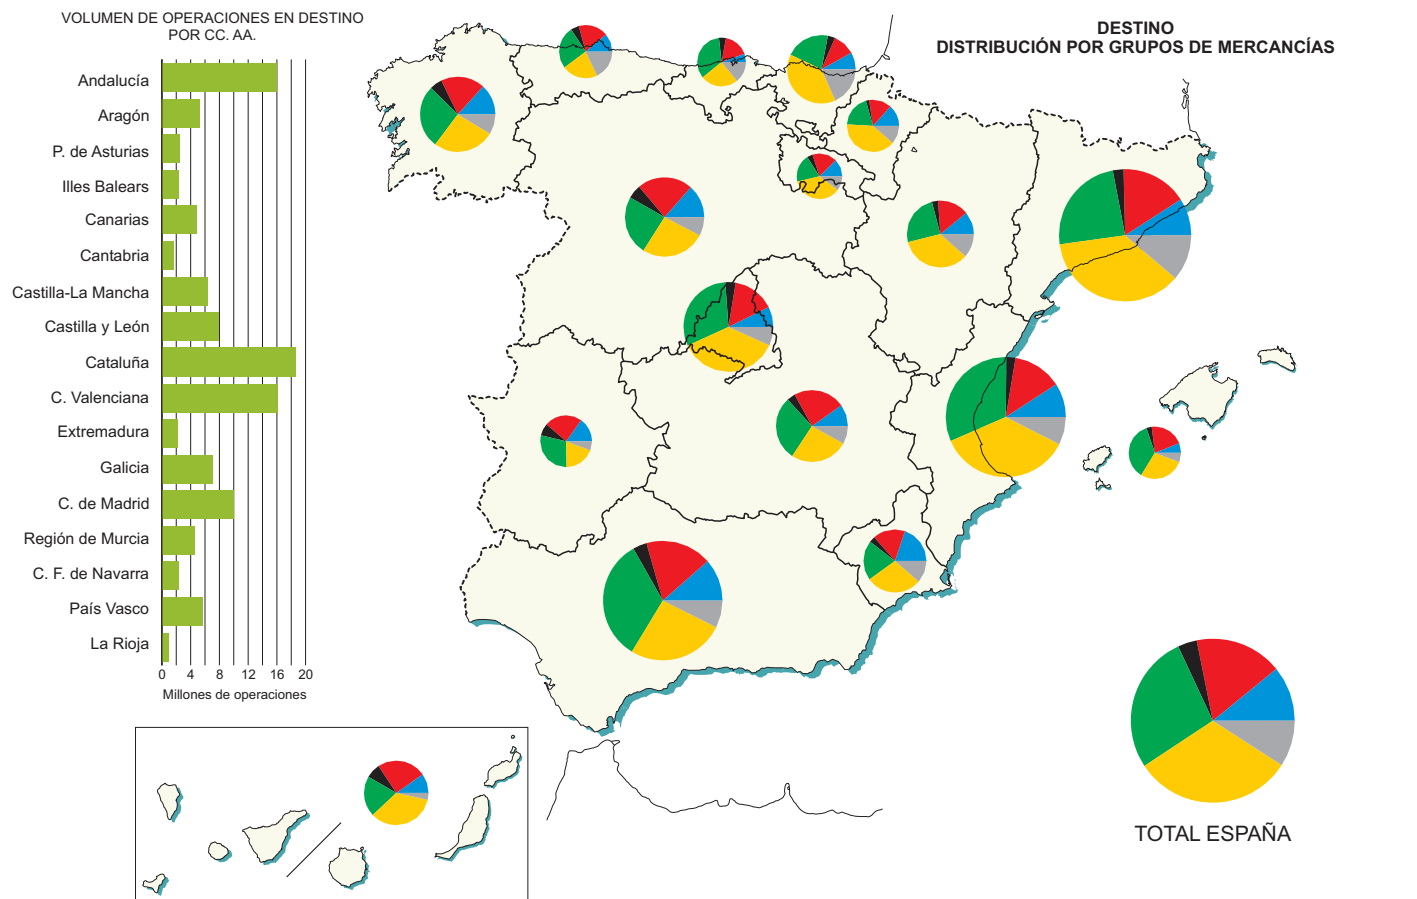 VOLUMEN DE OPERACIONES EN DESTINO
POR CC. AA.
DESTINO
DISTRIBUCIÓN POR GRUPOS DE MERCANCÍAS
Andalucía
Aragón
P. de Asturias
Illes Balears
Canarias
Cantabria
Castilla-La Mancha
Castilla y León
Cataluña
C. Valenciana
Extremadura
Galicia
C. de Madrid
Región de Murcia
C. F. de Navarra
País Vasco
La Rioja
0 4 8 12 16 20
Millones de operaciones
TOTAL ESPAÑA